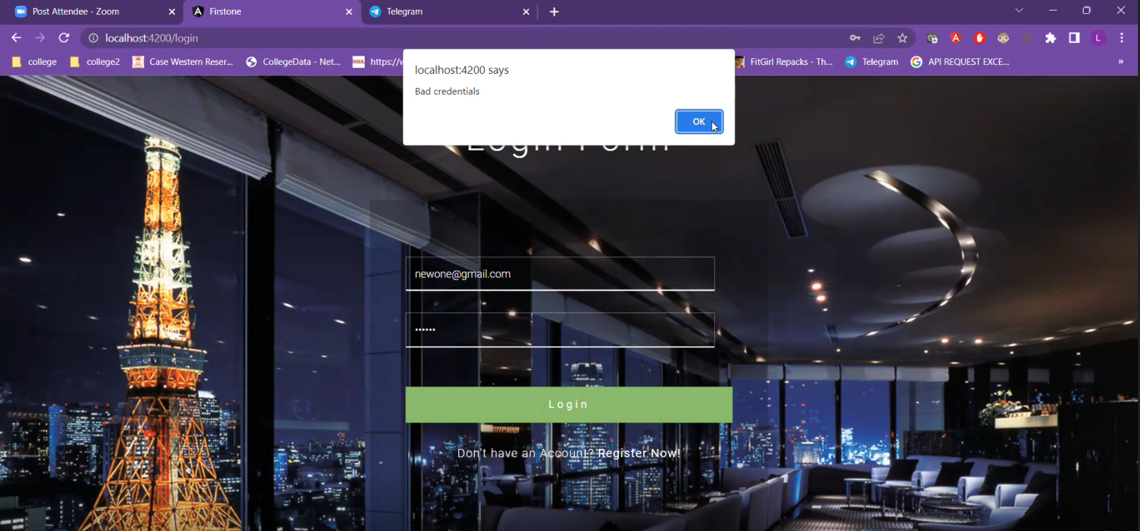 Post Attendee - Zoom
Firstone
Telegram
localhost:4200/login
L
college
college2
Case Western Reser...
CollegeData - Net...
https://w
FitGirl Repacks - Th...
Telegram
API REQUEST EXCE...
»
localhost:4200 says
Bad credentials
OK
Login Form
newone@gmail.com
••••••
Login
Don't have an Account? Register Now!